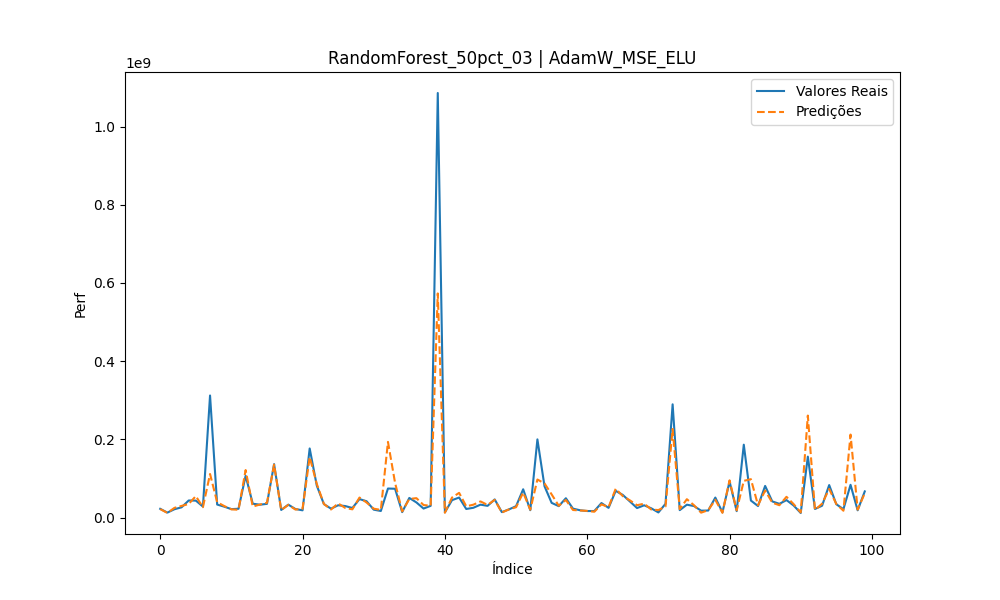 RandomForest_50pct_03 | AdamW_MSE_ELU
1e9
Valores Reais
Predições
1.0
0.8
0.6
0.4
0.2
0.0
Perf
0
20
40
60
80
100
Índice